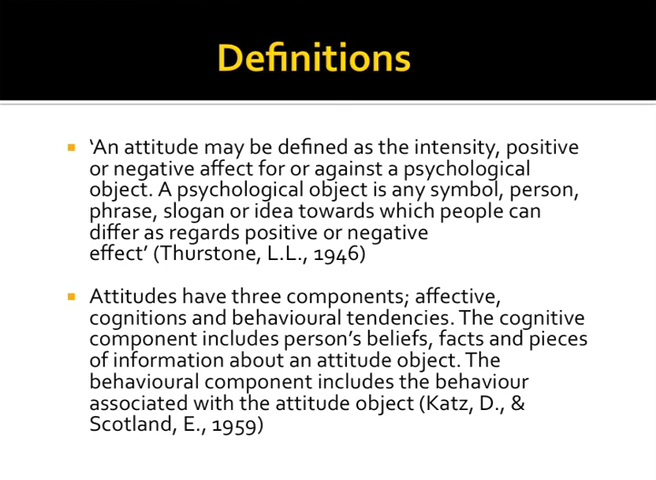 Definitions
‘An attitude may be defined as the intensity, positive
or negative affect for or against a psychological
object. A psychological object is any symbol, person,
phrase, slogan or idea towards which people can
differ as regards positive or negative
effect’ (Thurstone, L.L., 1946)
Attitudes have three components; affective,
cognitions and behavioural tendencies. The cognitive
component includes person’s beliefs, facts and pieces
of information about an attitude object. The
behavioural component includes the behaviour
associated with the attitude object (Katz, D., &
Scotland, E., 1959)